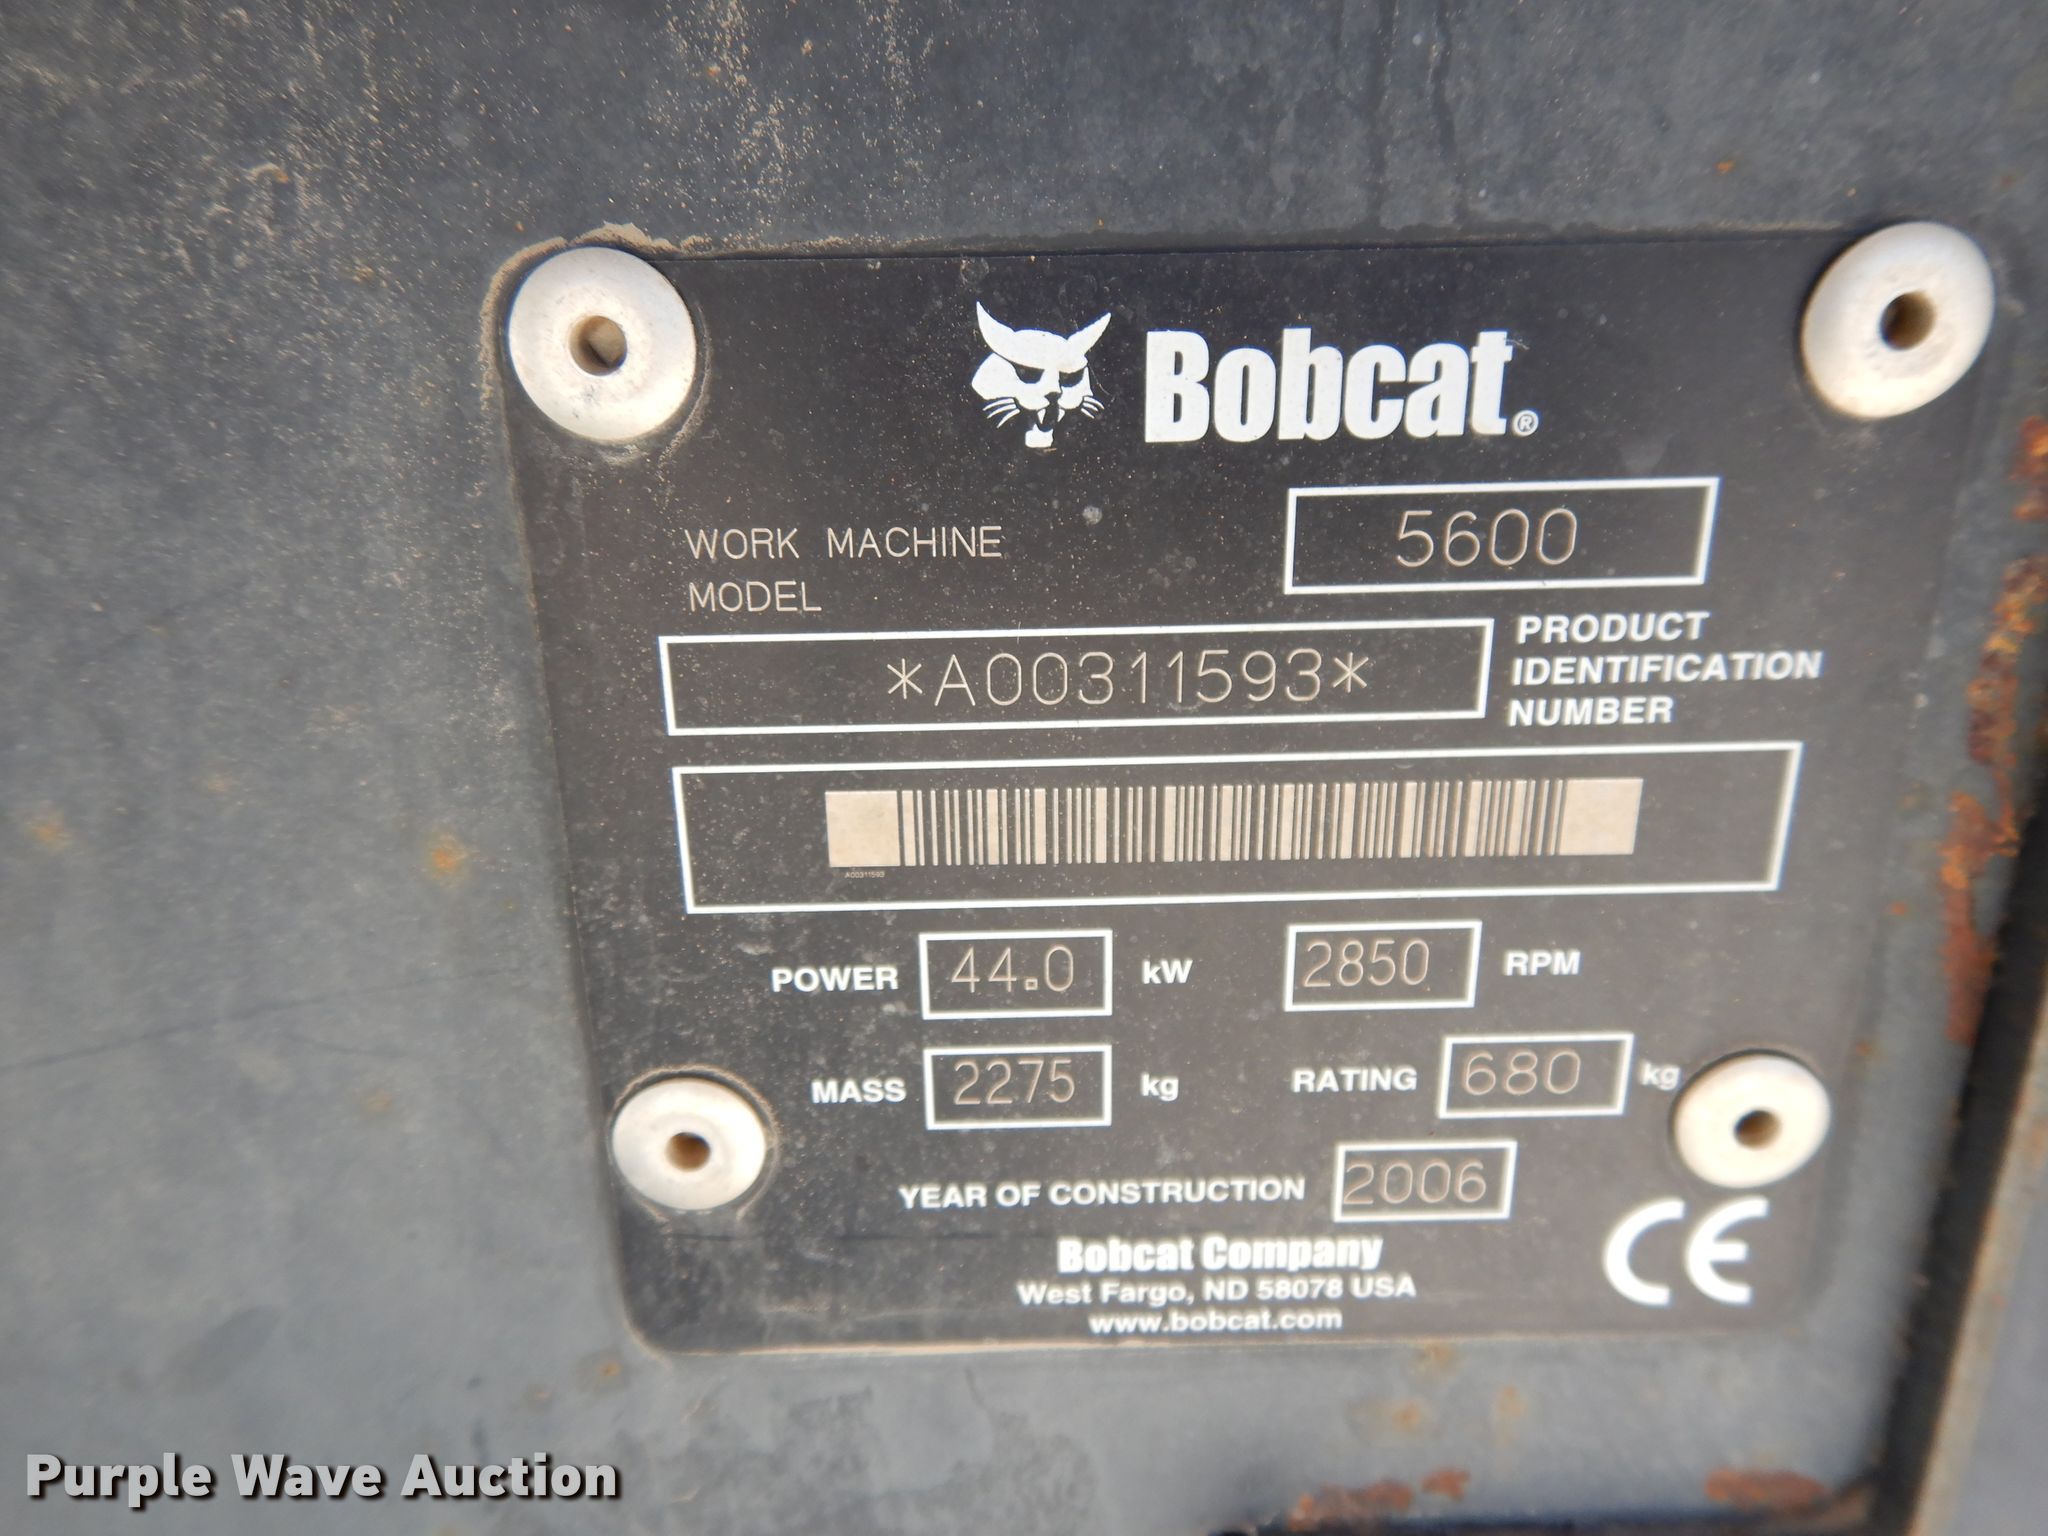 Bobcat®
WORK MACHINE
MODEL
5600
*A00311593*
PRODUCT
IDENTIFICATION
NUMBER
A00311593
POWER 44.0 kW 2850 RPM
MASS 2275 kg RATING 680 kg
YEAR OF CONSTRUCTION 2006
Bobcat Company
West Fargo, ND 58078 USA
www.bobcat.com
CE
Purple Wave Auction